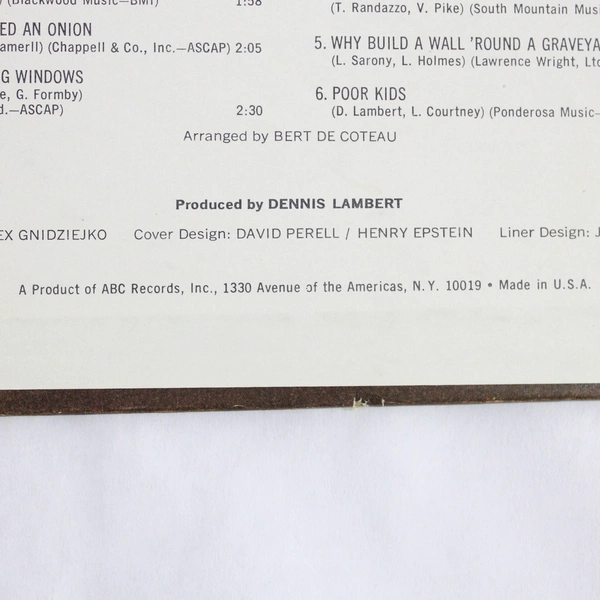 (Blackwood Music—BMI) 1:58
ED AN ONION
amerll) (Chappell & Co., Inc.—ASCAP) 2:05
G WINDOWS
e, G. Formby)
d.—ASCAP) 2:30
(T. Randazzo, V. Pike) (South Mountain Musi
5. WHY BUILD A WALL 'ROUND A GRAVEYA
(L. Sarony, L. Holmes) (Lawrence Wright, Ltd
6. POOR KIDS
(D. Lambert, L. Courtney) (Ponderosa Music—
Arranged by BERT DE COTEAU
Produced by DENNIS LAMBERT
EX GNIDZIEJKO Cover Design: DAVID PERELL / HENRY EPSTEIN Liner Design: J
A Product of ABC Records, Inc., 1330 Avenue of the Americas, N.Y. 10019 • Made in U.S.A.